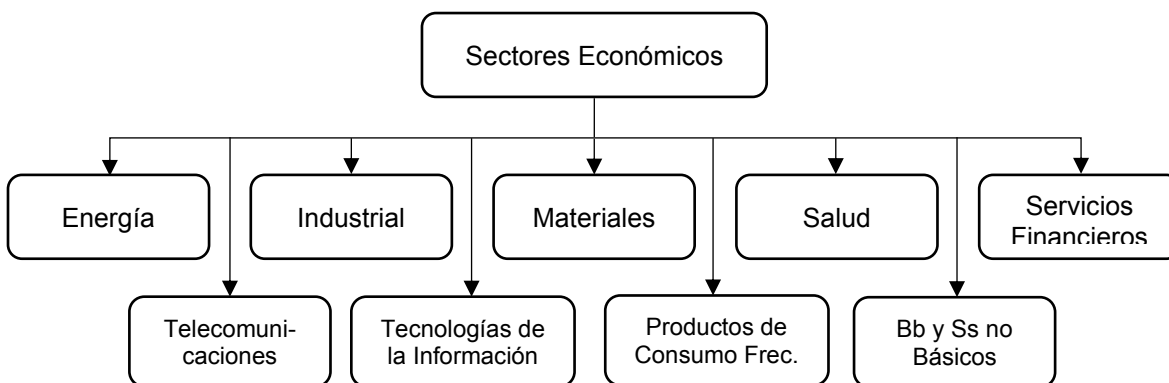 Sectores Económicos
Energía
Industrial
Materiales
Salud
Servicios
Financieros
Telecomuni-
caciones
Tecnologías de
la Información
Productos de
Consumo Frec.
Bb y Ss no
Básicos